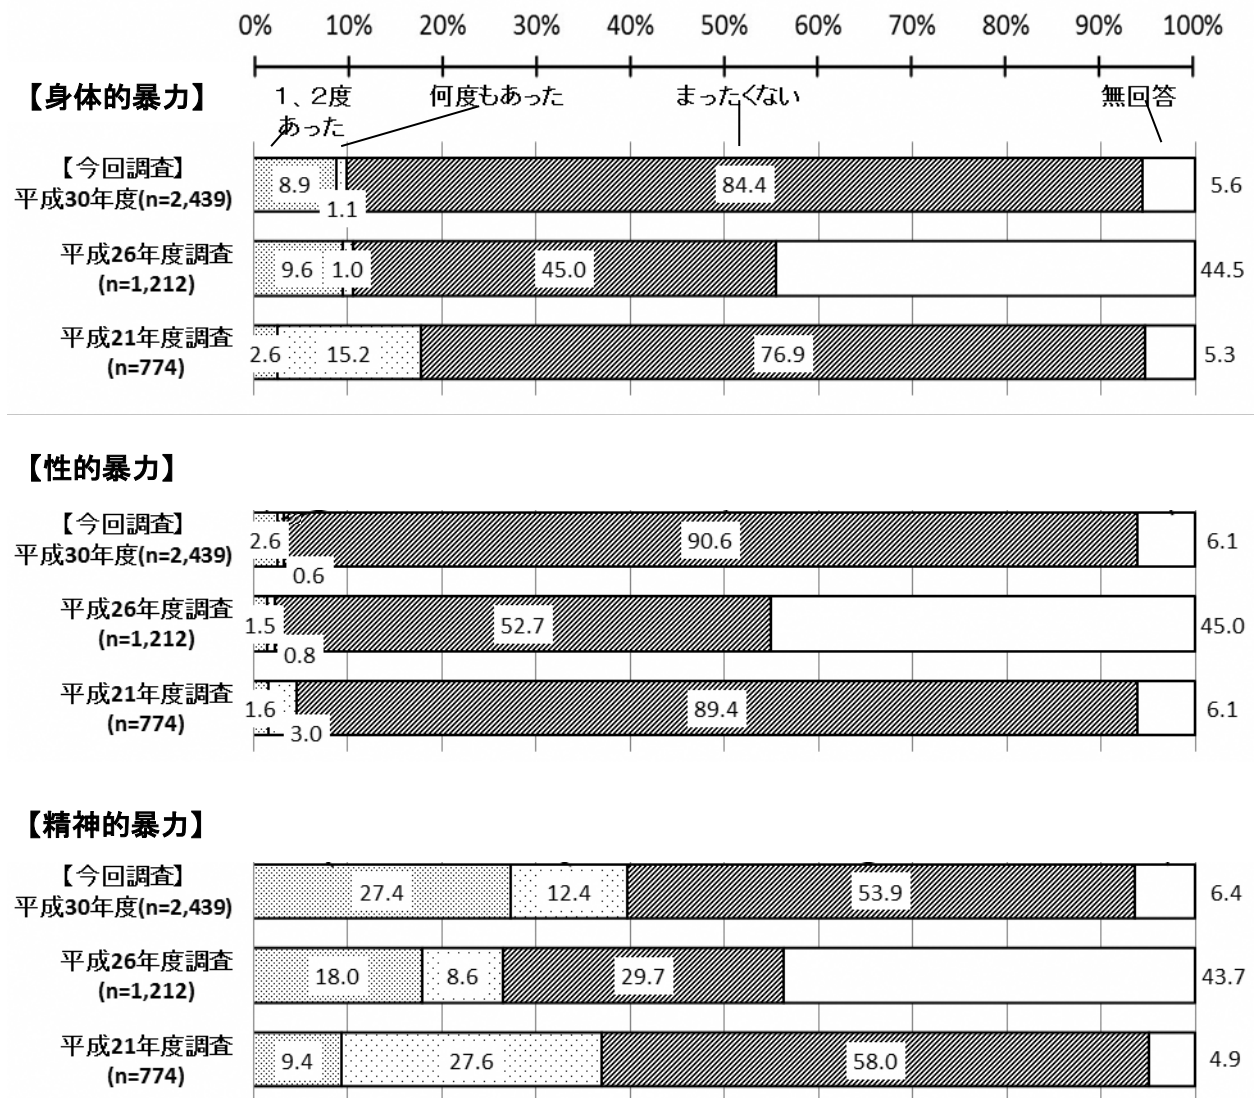 0% 10% 20% 30% 40% 50% 60% 70% 80% 90% 100%
【身体的暴力】
1、2度
あった
何度もあった
まったくない
無回答
【今回調査】
平成30年度(n=2,439)
8.9 1.1 84.4 5.6
平成26年度調査
(n=1,212)
9.6 1.0 45.0 44.5
平成21年度調査
(n=774)
2.6 15.2 76.9 5.3
【性的暴力】
【今回調査】
平成30年度(n=2,439)
2.6 0.6 90.6 6.1
平成26年度調査
(n=1,212)
1.5 0.8 52.7 45.0
平成21年度調査
(n=774)
1.6 3.0 89.4 6.1
【精神的暴力】
【今回調査】
平成30年度(n=2,439)
27.4 12.4 53.9 6.4
平成26年度調査
(n=1,212)
18.0 8.6 29.7 43.7
平成21年度調査
(n=774)
9.4 27.6 58.0 4.9